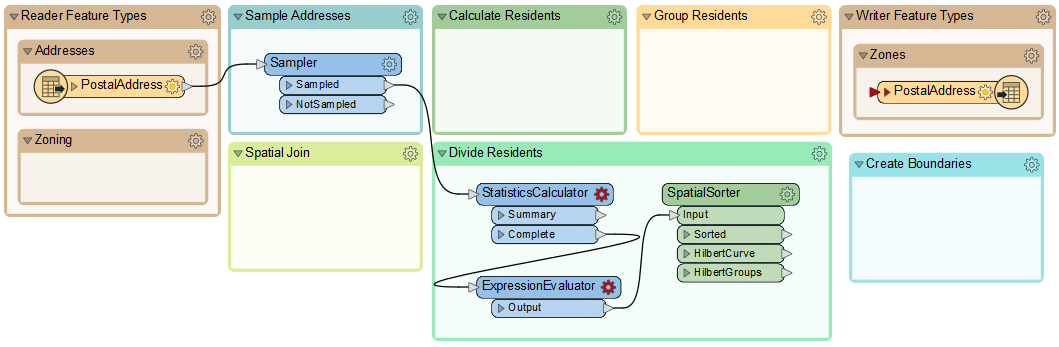 Reader Feature Types
Addresses
PostalAddress
Zoning
Sample Addresses
Sampler
Sampled
NotSampled
Spatial Join
Calculate Residents
Group Residents
Divide Residents
StatisticsCalculator
Summary
Complete
ExpressionEvaluator
Output
SpatialSorter
Input
Sorted
HilbertCurve
HilbertGroups
Writer Feature Types
Zones
PostalAddress
Create Boundaries